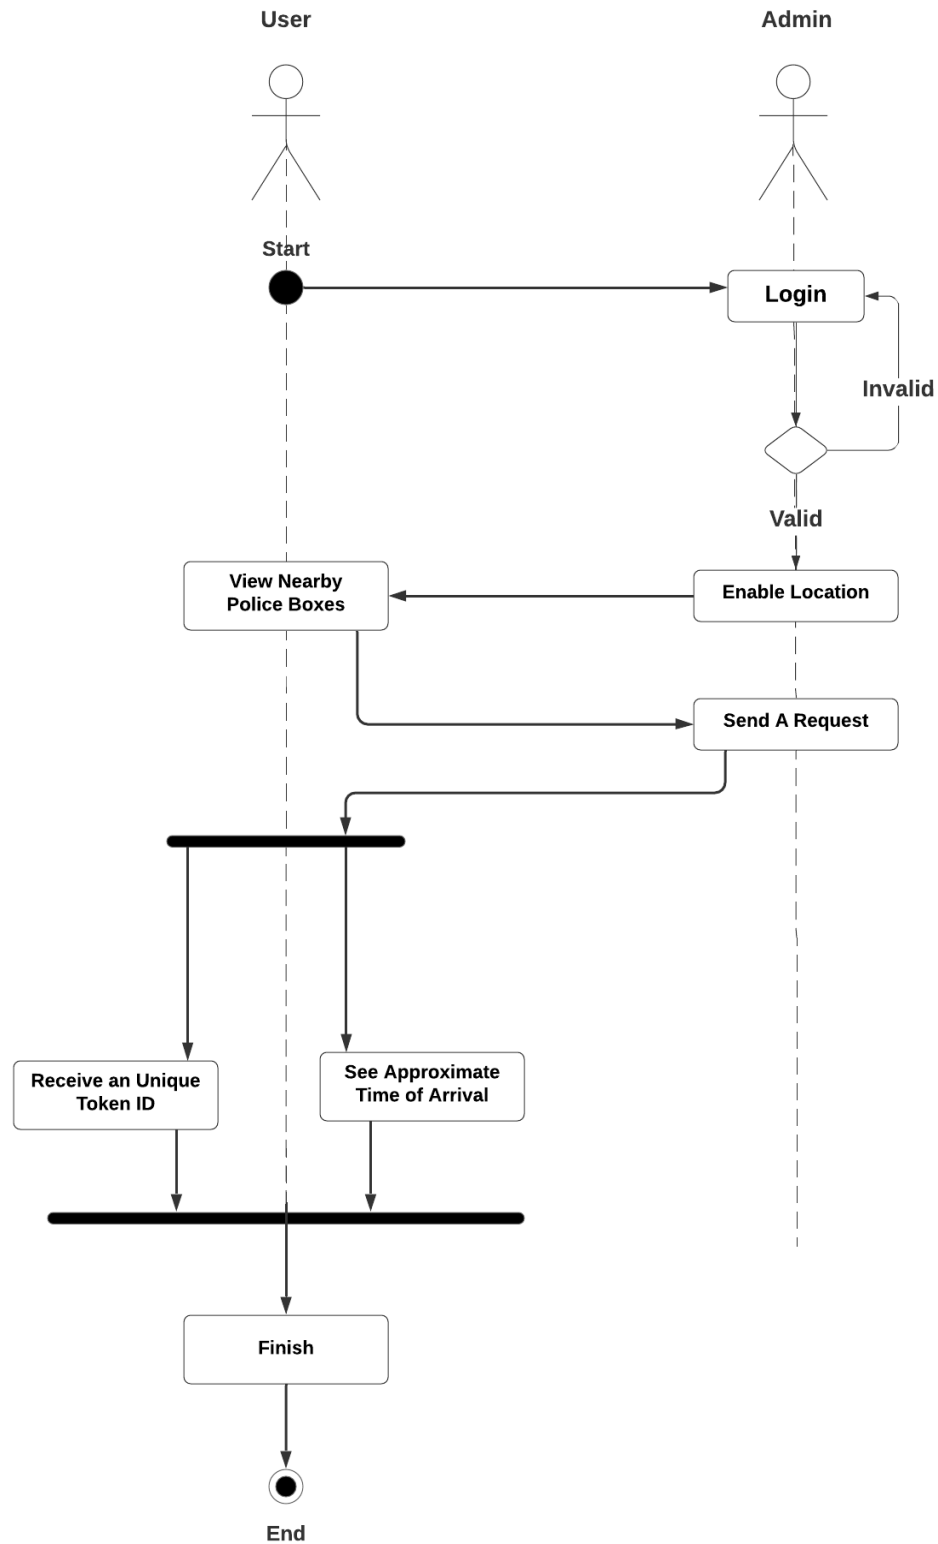 User
Admin
Start
Login
Invalid
Valid
View Nearby
Police Boxes
Enable Location
Send A Request
Receive an Unique
Token ID
See Approximate
Time of Arrival
Finish
End